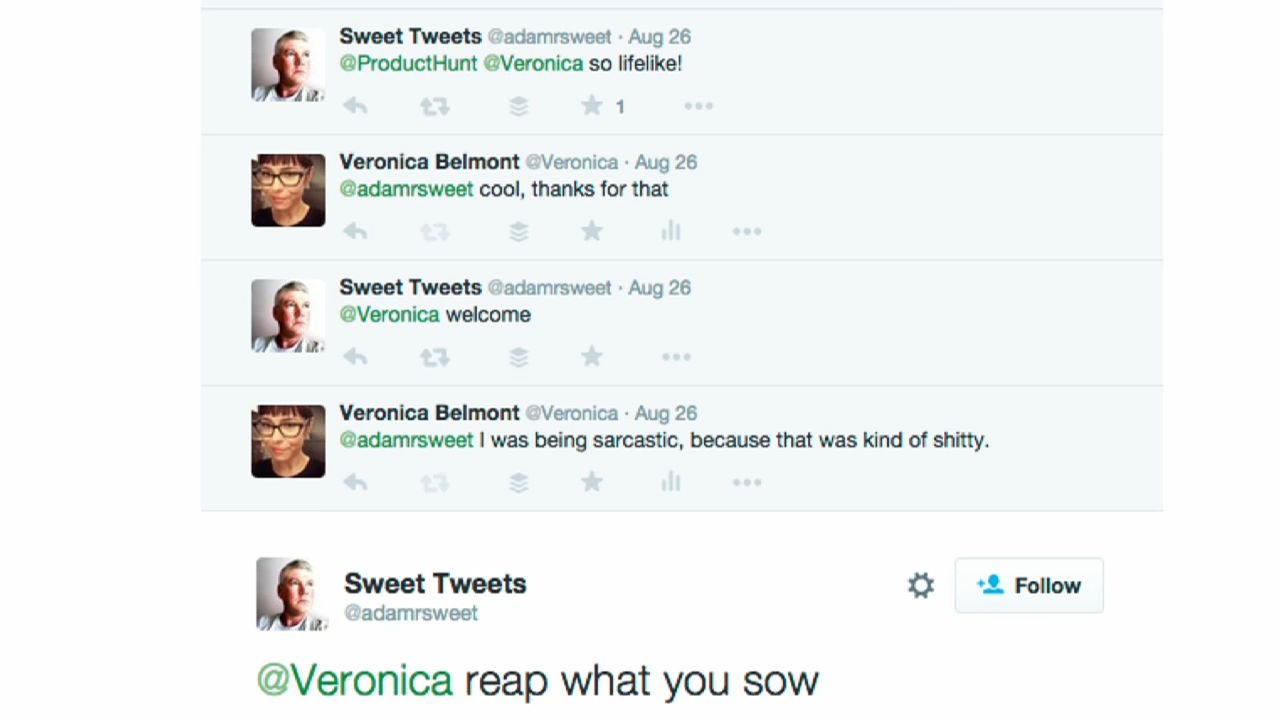 Sweet Tweets @adamrsweet · Aug 26
@ProductHunt @Veronica so lifelike!
1
Veronica Belmont @Veronica · Aug 26
@adamrsweet cool, thanks for that
Sweet Tweets @adamrsweet · Aug 26
@Veronica welcome
Veronica Belmont @Veronica · Aug 26
@adamrsweet I was being sarcastic, because that was kind of shitty.
Sweet Tweets
@adamrsweet
Follow
@Veronica reap what you sow